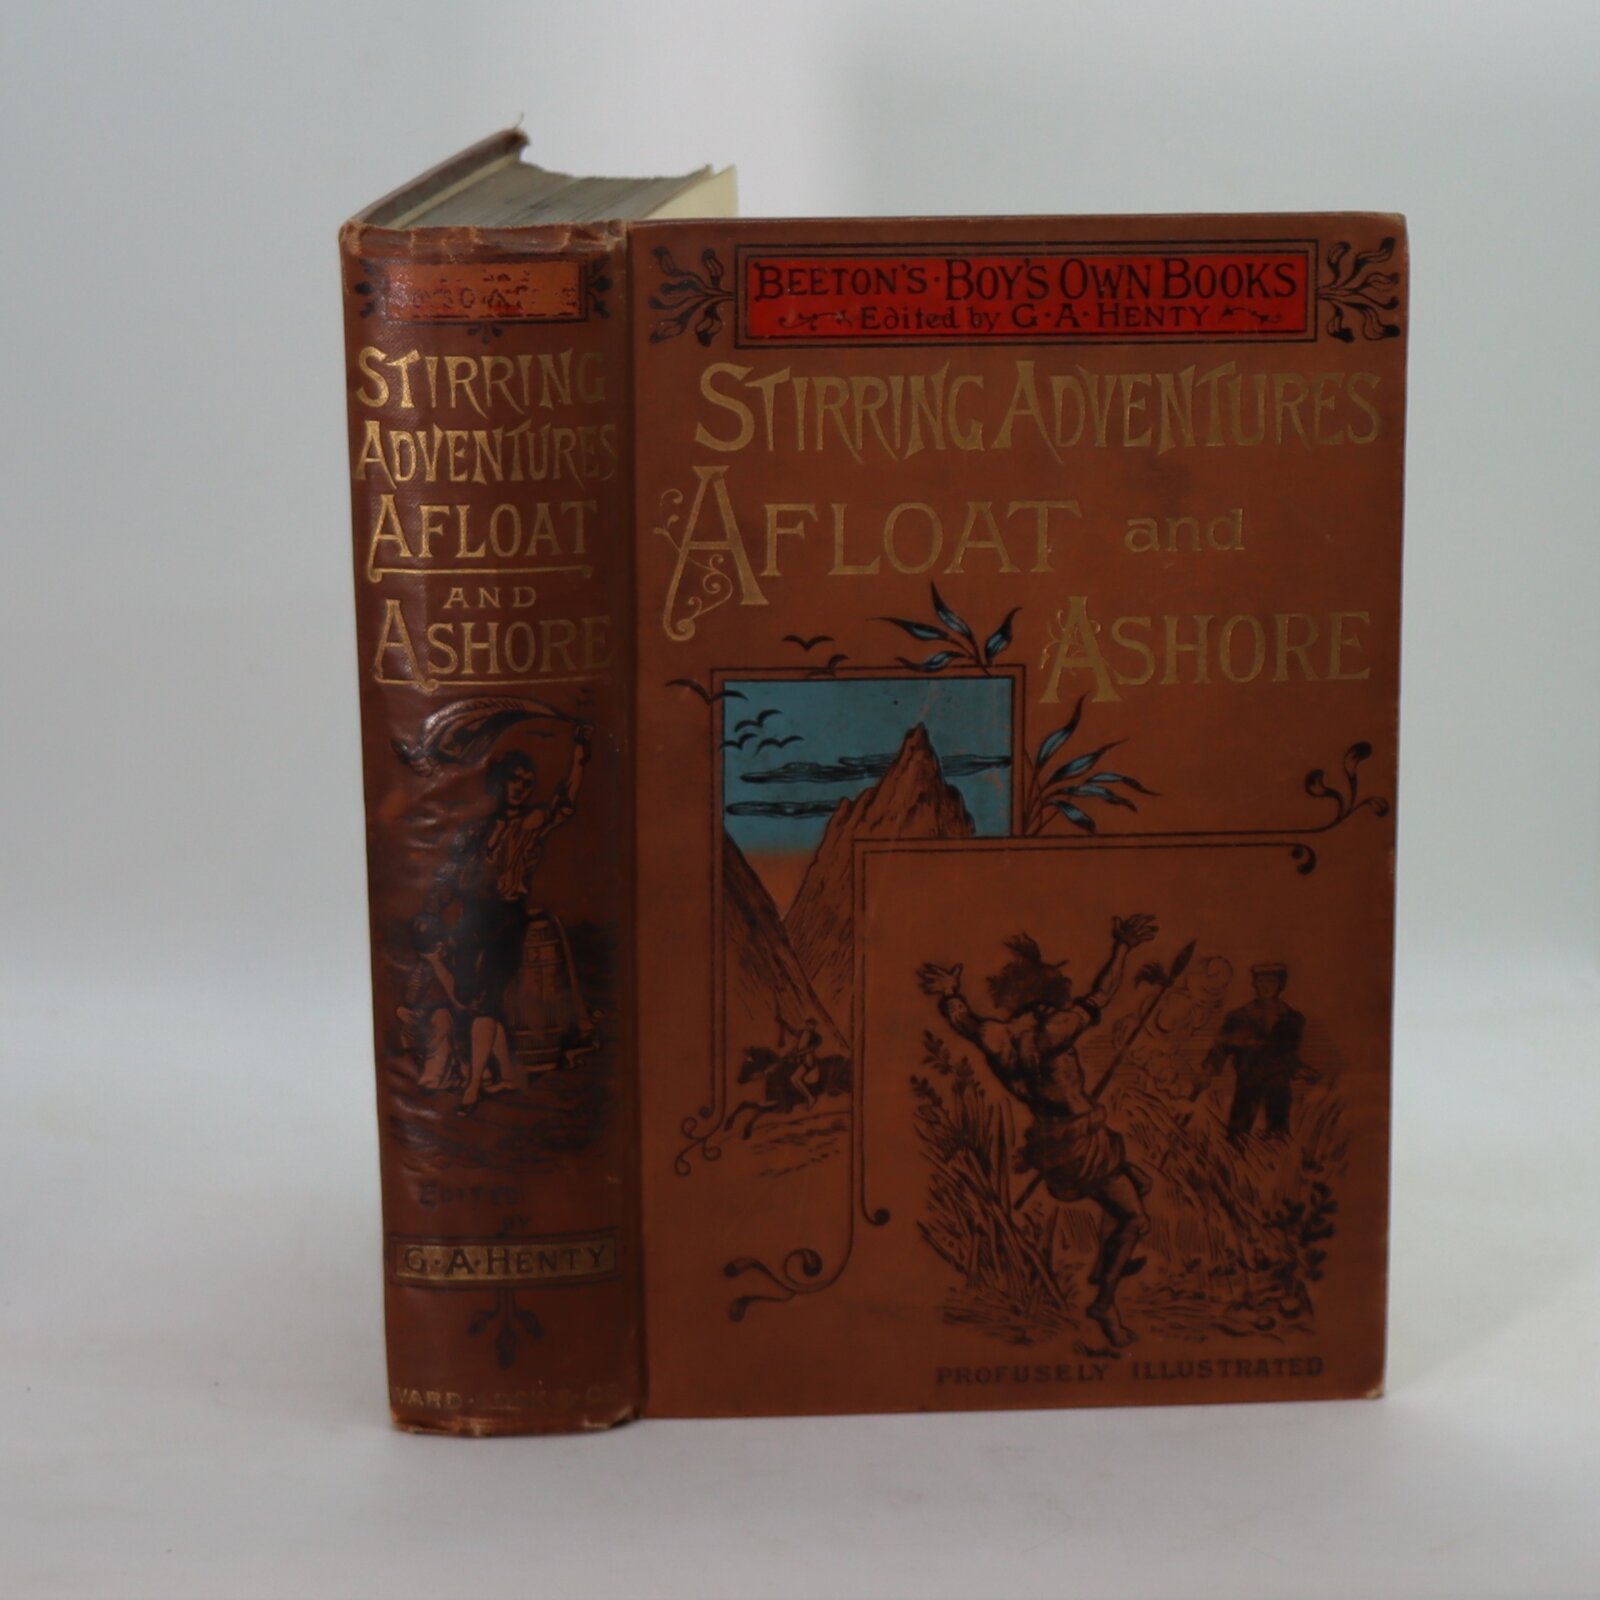 STIRRING
ADVENTURES
AFLOAT
AND
ASHORE
EDITED
BY
G·A·HENTY
WARD·LOCK & CO
BEETON'S·BOY'S OWN BOOKS
Edited by G·A·HENTY
STIRRING ADVENTURES
AFLOAT and
ASHORE
PROFUSELY ILLUSTRATED